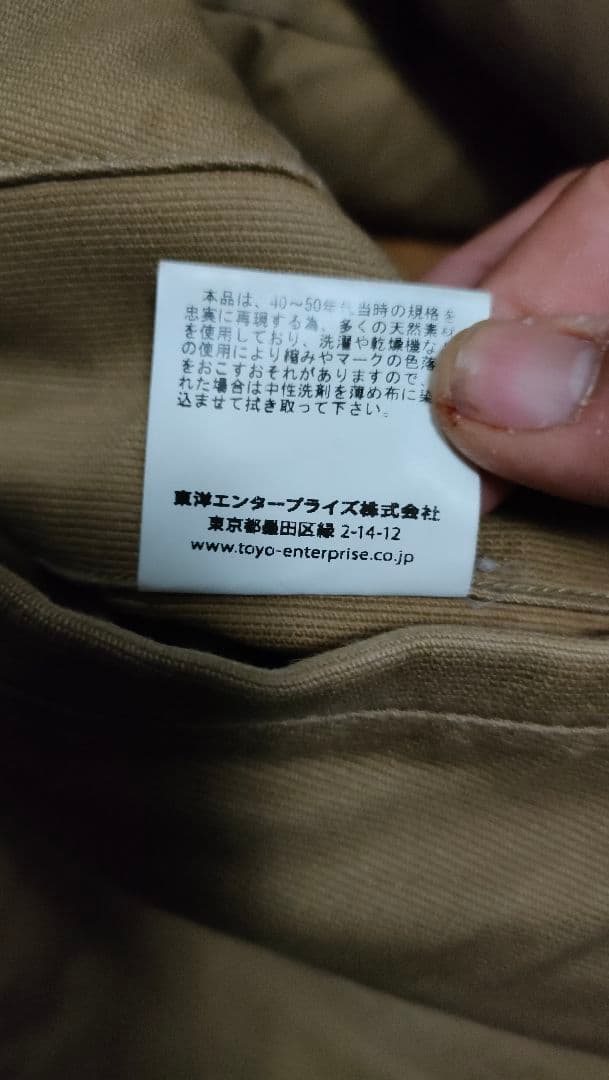 本品は、40～50年代当時の規格を
忠実に再現する為、多くの天然素材
を使用しており、洗濯や乾燥機な
の使用により縮みやマークの色落
をおこすおそれがありますので、
れた場合は中性洗剤を薄め布に染
込ませて拭き取って下さい。
東洋エンタープライズ株式会社
東京都墨田区緑 2-14-12
www.toyo-enterprise.co.jp